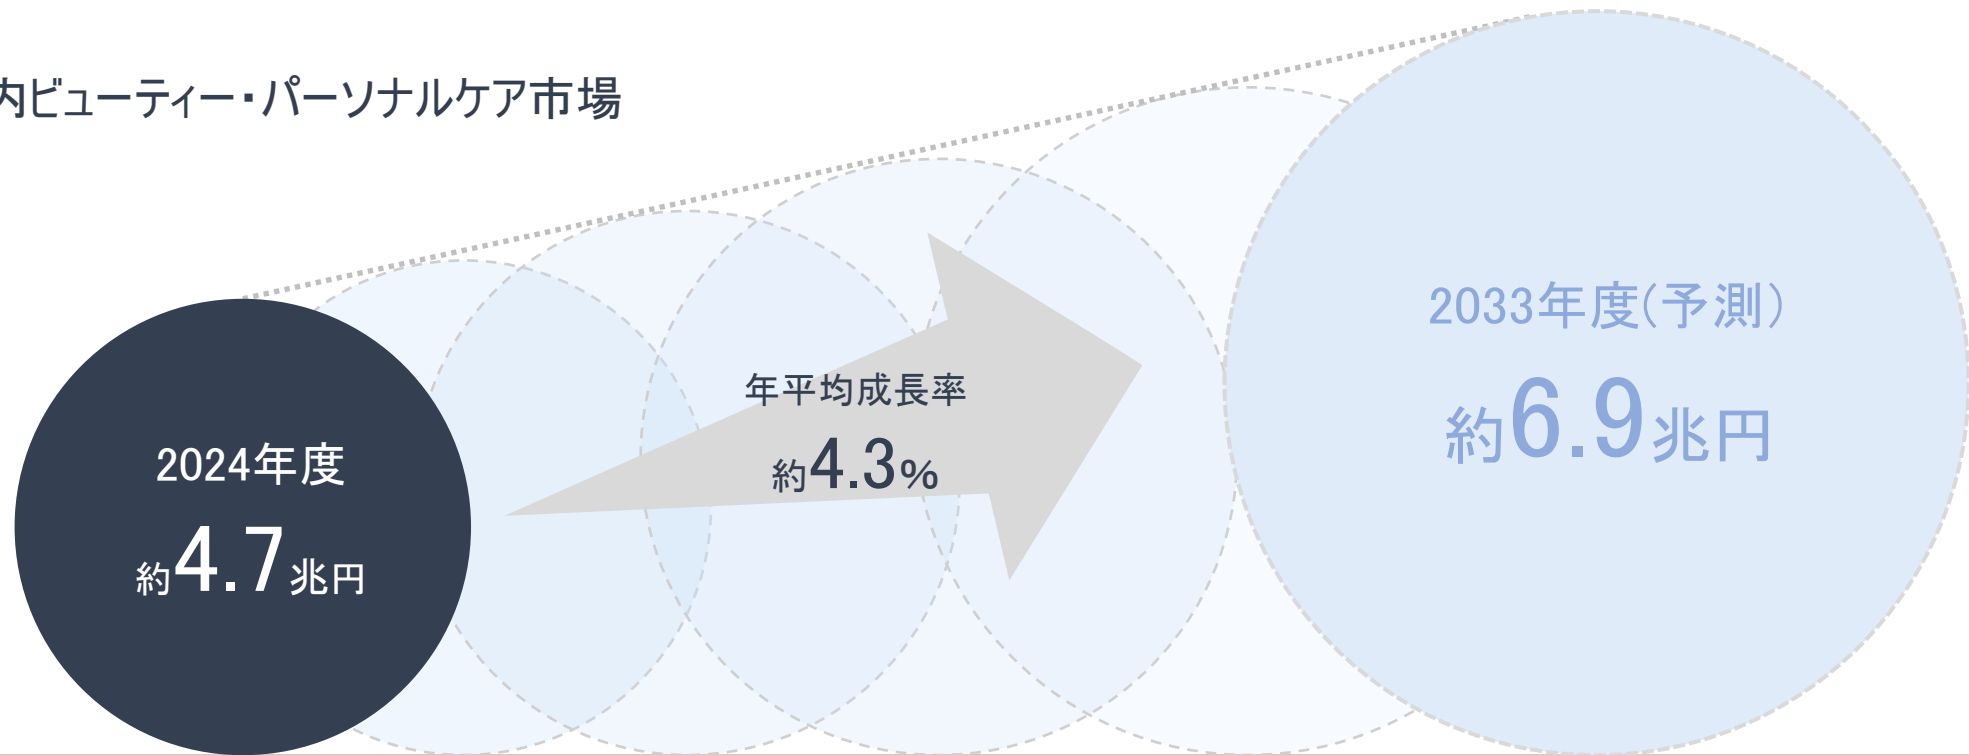 内ビューティー・パーソナルケア市場
2024年度
約4.7兆円
年平均成長率
約4.3%
2033年度(予測)
約6.9兆円